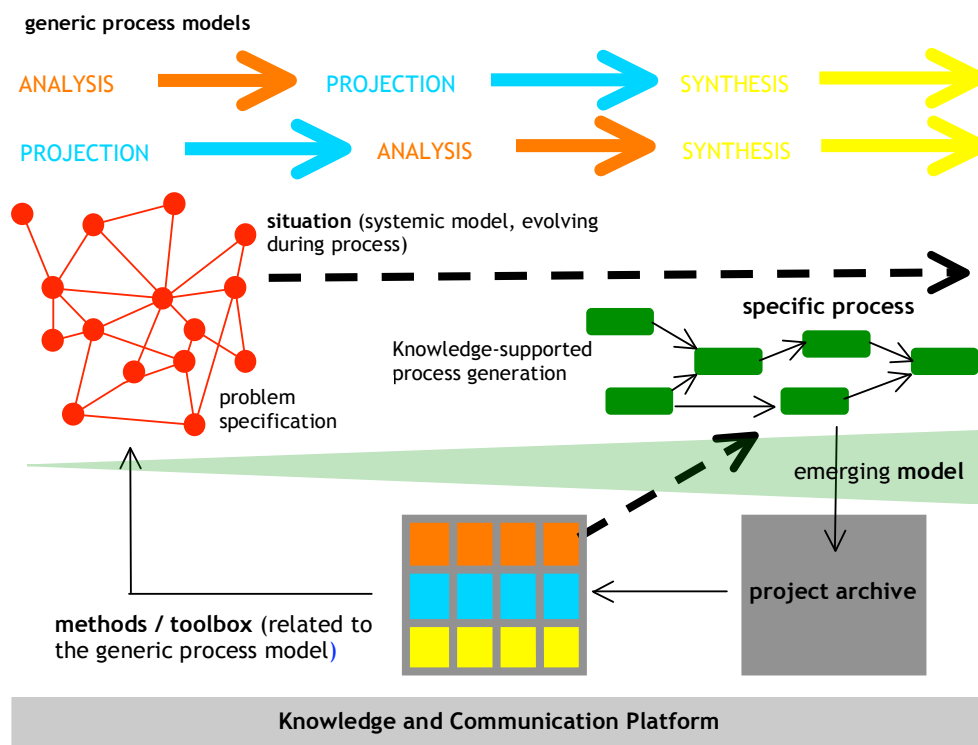 generic process models
ANALYSIS
PROJECTION
SYNTHESIS
PROJECTION
ANALYSIS
SYNTHESIS
situation (systemic model, evolving
during process)
specific process
Knowledge-supported
process generation
problem
specification
emerging model
project archive
methods / toolbox (related to
the generic process model)
Knowledge and Communication Platform